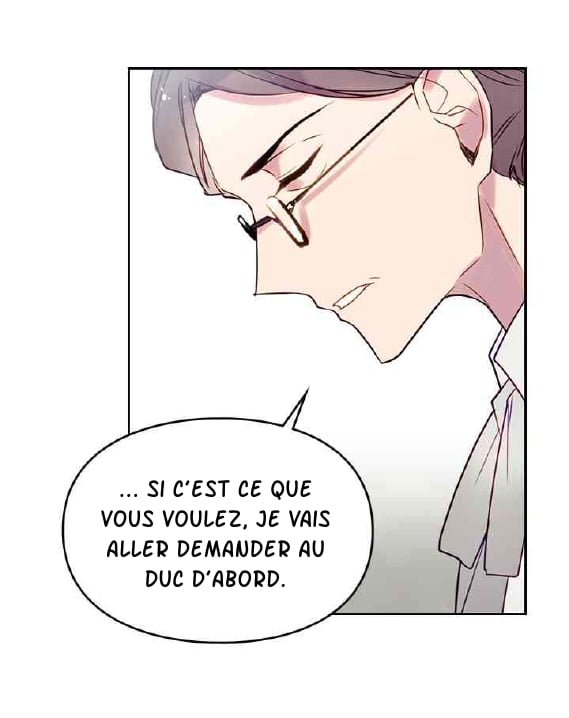 ... SI C'EST CE QUE
VOUS VOULEZ, JE VAIS
ALLER DEMANDER AU
DUC D'ABORD.